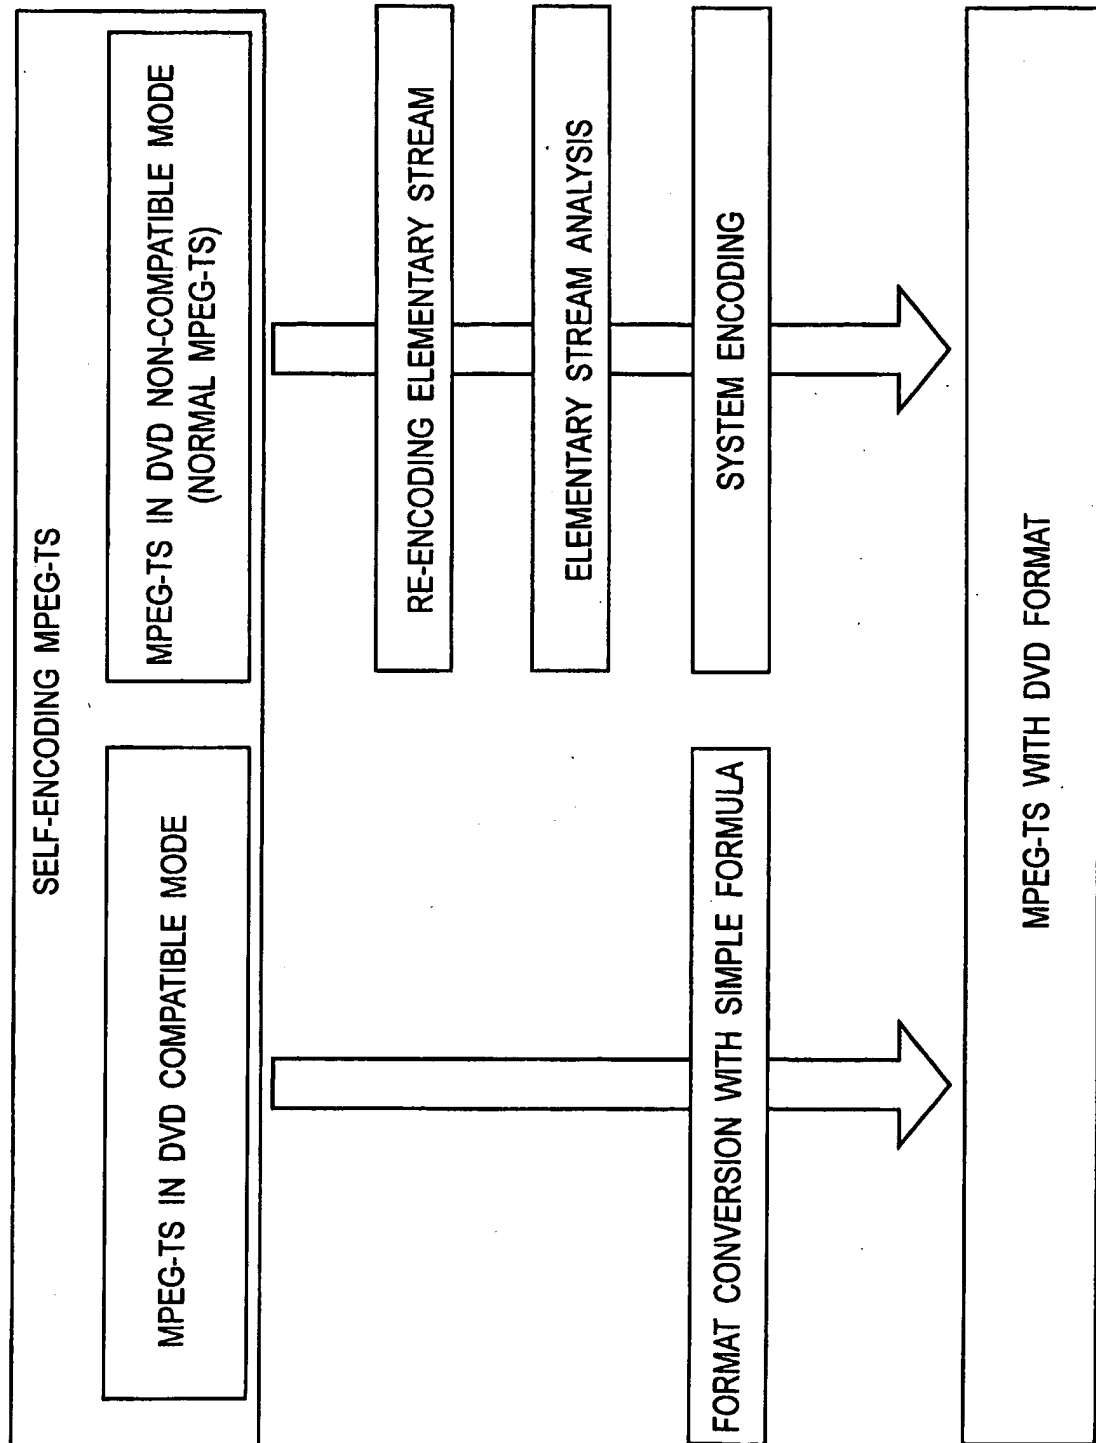 SELF-ENCODING MPEG-TS
MPEG-TS IN DVD COMPATIBLE MODE
MPEG-TS IN DVD NON-COMPATIBLE MODE
(NORMAL MPEG-TS)
RE-ENCODING ELEMENTARY STREAM
ELEMENTARY STREAM ANALYSIS
FORMAT CONVERSION WITH SIMPLE FORMULA
SYSTEM ENCODING
MPEG-TS WITH DVD FORMAT